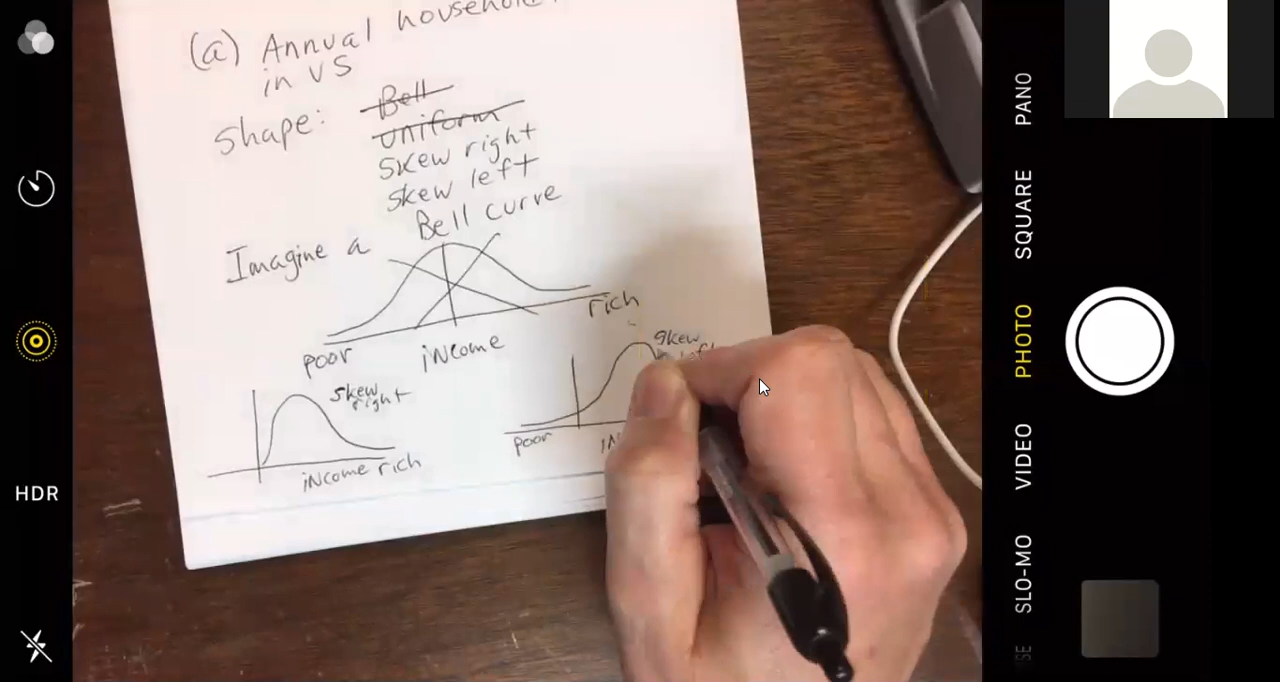 (a) Annual household
in US
shape: Bell
uniform
skew right
skew left
Imagine a Bell curve
rich
poor
income
skew
right
income rich
skew
left
poor
HDR
PANO
SQUARE
PHOTO
VIDEO
SLO-MO